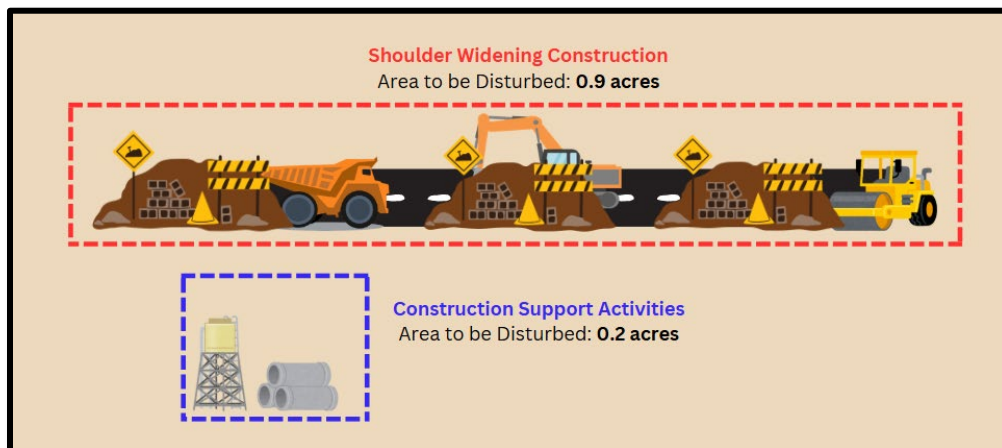 Shoulder Widening Construction
Area to be Disturbed: 0.9 acres
Construction Support Activities
Area to be Disturbed: 0.2 acres